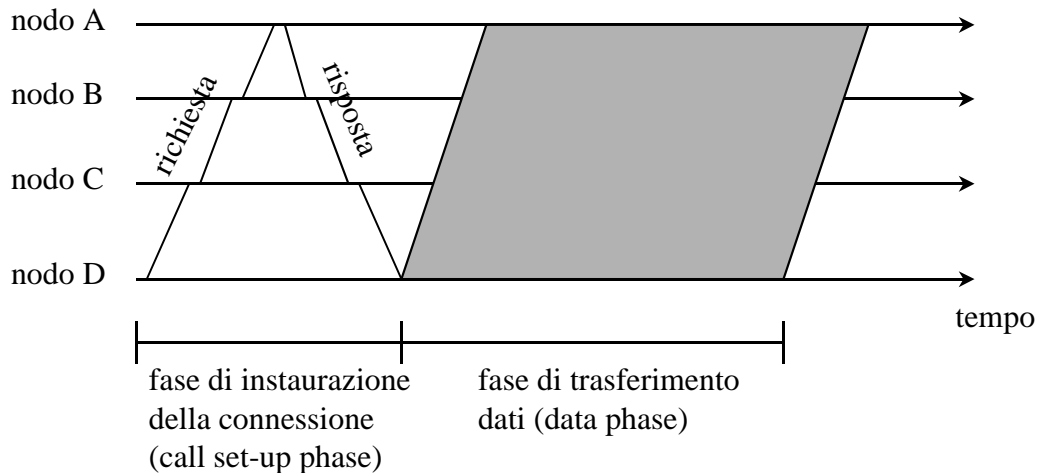 nodo A
nodo B
nodo C
nodo D
richiesta
risposta
tempo
fase di instaurazione
della connessione
(call set-up phase)
fase di trasferimento
dati (data phase)